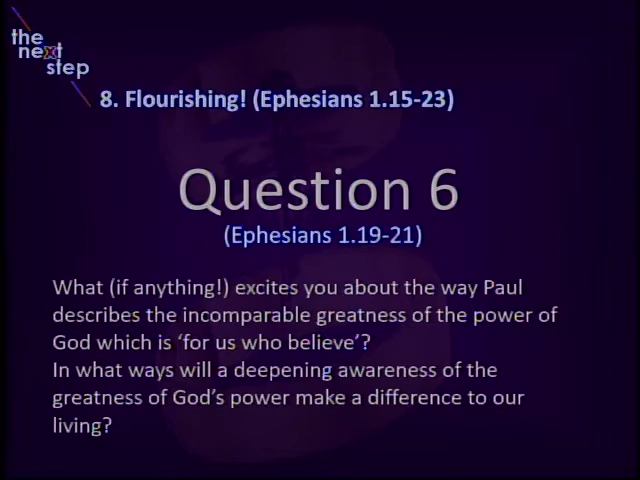 the
next
step
8. Flourishing! (Ephesians 1.15-23)
Question 6
(Ephesians 1.19-21)
What (if anything!) excites you about the way Paul
describes the incomparable greatness of the power of
God which is ‘for us who believe’?
In what ways will a deepening awareness of the
greatness of God’s power make a difference to our
living?